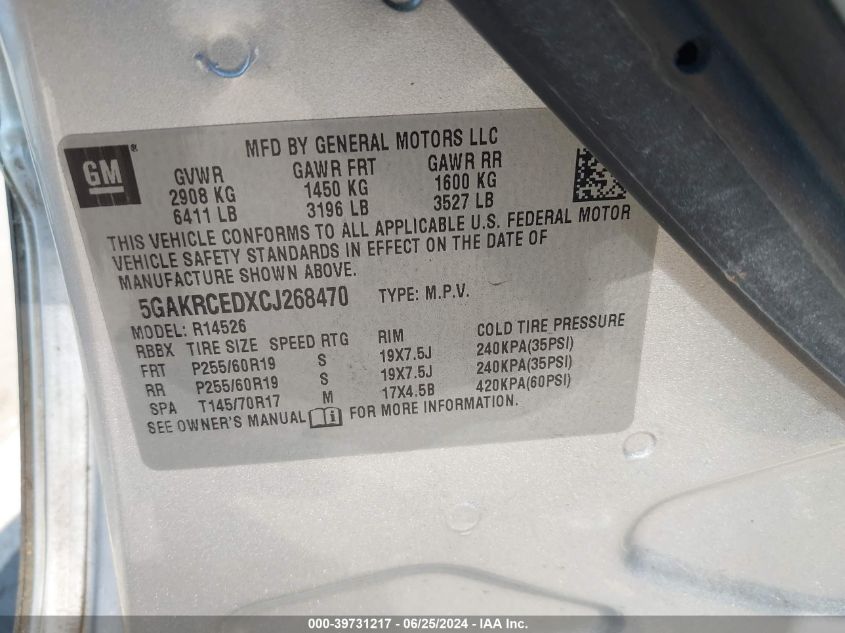 GM
MFD BY GENERAL MOTORS LLC
GVWR GAWR FRT GAWR RR
2908 KG 1450 KG 1600 KG
6411 LB 3196 LB 3527 LB
THIS VEHICLE CONFORMS TO ALL APPLICABLE U.S. FEDERAL MOTOR
VEHICLE SAFETY STANDARDS IN EFFECT ON THE DATE OF
MANUFACTURE SHOWN ABOVE.
5GAKRCEDXCJ268470 TYPE: M.P.V.
MODEL: R14526
RBBX TIRE SIZE SPEED RTG RIM COLD TIRE PRESSURE
FRT P255/60R19 S 19X7.5J 240KPA(35PSI)
RR P255/60R19 S 19X7.5J 240KPA(35PSI)
SPA T145/70R17 M 17X4.5B 420KPA(60PSI)
SEE OWNER'S MANUAL FOR MORE INFORMATION.
000-39731217 - 06/25/2024 - IAA Inc.